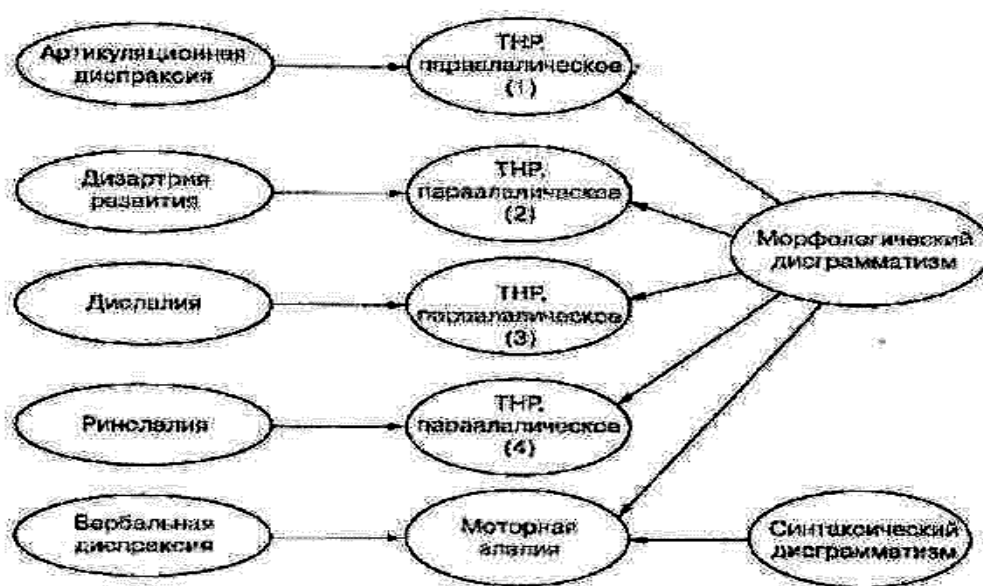 Артикуляционная
диспраксия
ТНР,
параалалическое
(1)
Дизартрия
развития
ТНР,
параалалическое
(2)
Морфологический
дисграмматизм
Дислалия
ТНР,
параалалическое
(3)
Ринолалия
ТНР,
параалалическое
(4)
Вербальная
диспраксия
Моторная
алалия
Синтаксический
дисграмматизм